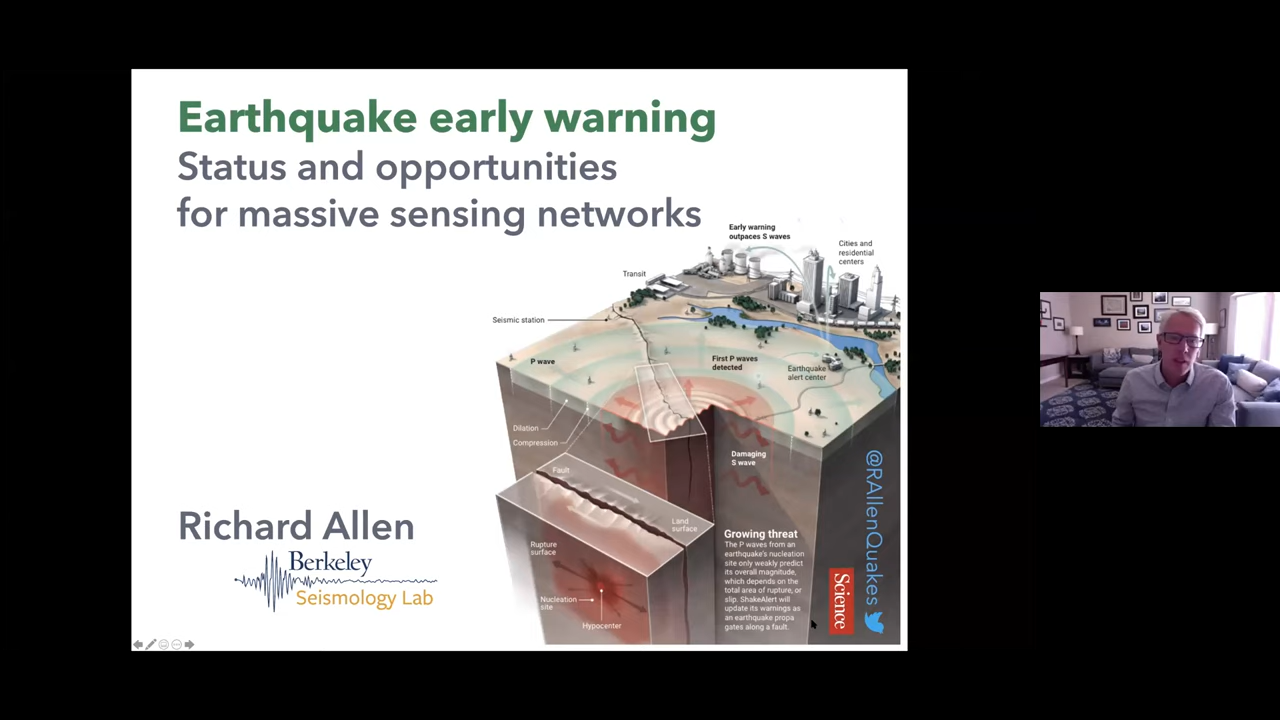 Earthquake early warning
Status and opportunities
for massive sensing networks
Early warning
outpaces S waves
Cities and
residential
centers
Transit
Seismic station
P wave
First P waves
detected
Earthquake
alert center
Dilation
Compression
Damaging
S wave
Fault
Land
surface
Rupture
surface
Nucleation
site
Hypocenter
Growing threat
The P waves from an
earthquake's nucleation
site only weakly predict
its overall magnitude,
which depends on the
total area of rupture, or
slip. ShakeAlert will
update its warnings as
an earthquake propa
gates along a fault.
Richard Allen
Berkeley
Seismology Lab
Science
@RAllenQuakes